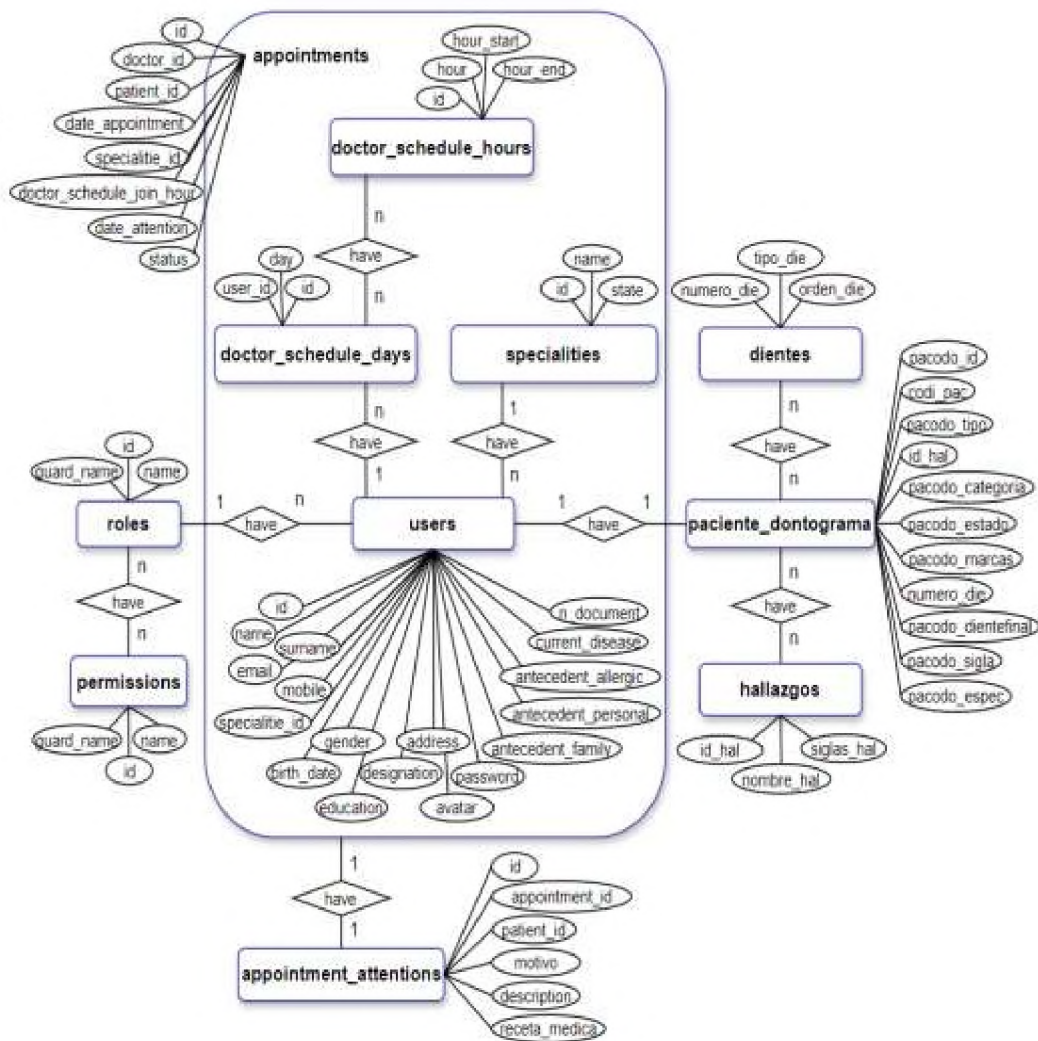 id
doctor_id
patient_id
date_appointment
specialitie_id
doctor_schedule_join_hour
date_attention
status
appointments
hour_start
hour
hour_end
id
doctor_schedule_hours
n
have
n
day
user_id
id
doctor_schedule_days
n
have
1
name
id
state
specialities
1
have
n
tipo_die
numero_die
orden_die
dientes
n
have
n
id
guard_name
name
roles
1
have
n
users
1
have
1
paciente_dontograma
pacodo_id
codi_pac
pacodo_tipo
id_hal
pacodo_categoria
pacodo_estado
pacodo_marcas
numero_die
pacodo_dientefinal
pacodo_sigla
pacodo_espec
n
have
n
permissions
guard_name
name
id
id
name
surname
email
mobile
specialitie_id
gender
birth_date
education
designation
address
avatar
password
antecedent_family
antecedent_personal
antecedent_allergic
current_disease
n_document
n
have
n
hallazgos
id_hal
siglas_hal
nombre_hal
1
have
1
appointment_attentions
id
appointment_id
patient_id
motivo
description
receta_medica